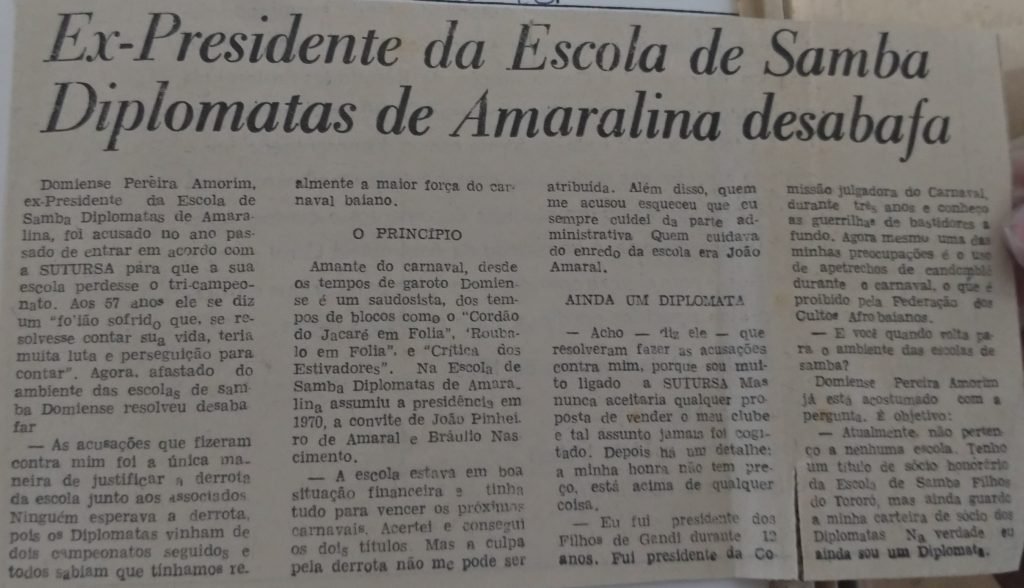 Ex-Presidente da Escola de Samba
Diplomatas de Amaralina desabafa
Domiense Pereira Amorim,
ex-Presidente da Escola de
Samba Diplomatas de Amara-
lina, foi acusado no ano pas-
sado de entrar em acordo com
a SUTURSA para que a sua
escola perdesse o tri-campeo-
nato. Aos 57 anos ele se diz
um "fo'ião sofrido que, se re-
solvesse contar sua vida, teria
muita luta e perseguição para
contar". Agora, afastado do
ambiente das escolas de sam-
ba Domiense resolveu desaba
far
— As acusações que fizeram
contra mim foi a única ma-
neira de justificar a derrota
da escola junto aos associados.
Ninguém esperava a derrota,
pois os Diplomatas vinham de
dois campeonatos seguidos e
todos sabiam que tínhamos re.
almente a maior força do car-
naval baiano.
O PRINCÍPIO
Amante do carnaval, desde
os tempos de garoto Domien-
se é um saudosista, dos tem-
pos de blocos como o "Cordão
do Jacaré em Folia", 'Rouba-
lo em Folia". e "Crítica dos
Estivadores". Na Escola de
Samba Diplomatas de Amara.
lina assumiu a presidência em
1970, a convite de João Pinhei.
ro de Amaral e Bráulio Nas-
cimento.
— A escola estava em boa
situação financeira e tinha
tudo para vencer os próximos
carnavais. Acertei e consegui
os dois títulos. Mas a culpa
pela derrota não me pode ser
atribuída. Além disso, quem
me acusou esqueceu que eu
sempre cuidei da parte ad-
ministrativa Quem cuidava
do enredo da escola era João
Amaral.
AINDA UM DIPLOMATA
— Acho — diz ele — que
resolveram fazer as acusações
contra mim, porque sou mui-
to ligado a SUTURSA Mas
nunca aceitaria qualquer pro-
posta de vender o meu clube
e tal assunto jamais foi cogi-
tado. Depois há um detalhe:
a minha honra não tem pre-
ço, está acima de qualquer
coisa.
— Eu fui presidente dos
Filhos de Gandi durante 12
anos. Fui presidente da Co
missão julgadora do Carnaval,
durante três anos e conheço
as guerrilhas de bastidores a
fundo. Agora mesmo uma das
minhas preocupações é o uso
de apetrechos de candomblé
durante o carnaval, o que é
proibido pela Federação dos
Cultos Afrobaianos.
— E você quando volta pa-
ra o ambiente das escolas de
samba?
Domiense Pereira Amorim
já está acostumado com a
pergunta. É objetivo:
— Atualmente, não perten-
ço a nenhuma escola. Tenho
um título de sócio honorário
da Escola de Samba Filhos
do Tororó, mas ainda guardo
a minha carteira de sócio dos
Diplomatas Na verdade eu
ainda sou um Diplomata.